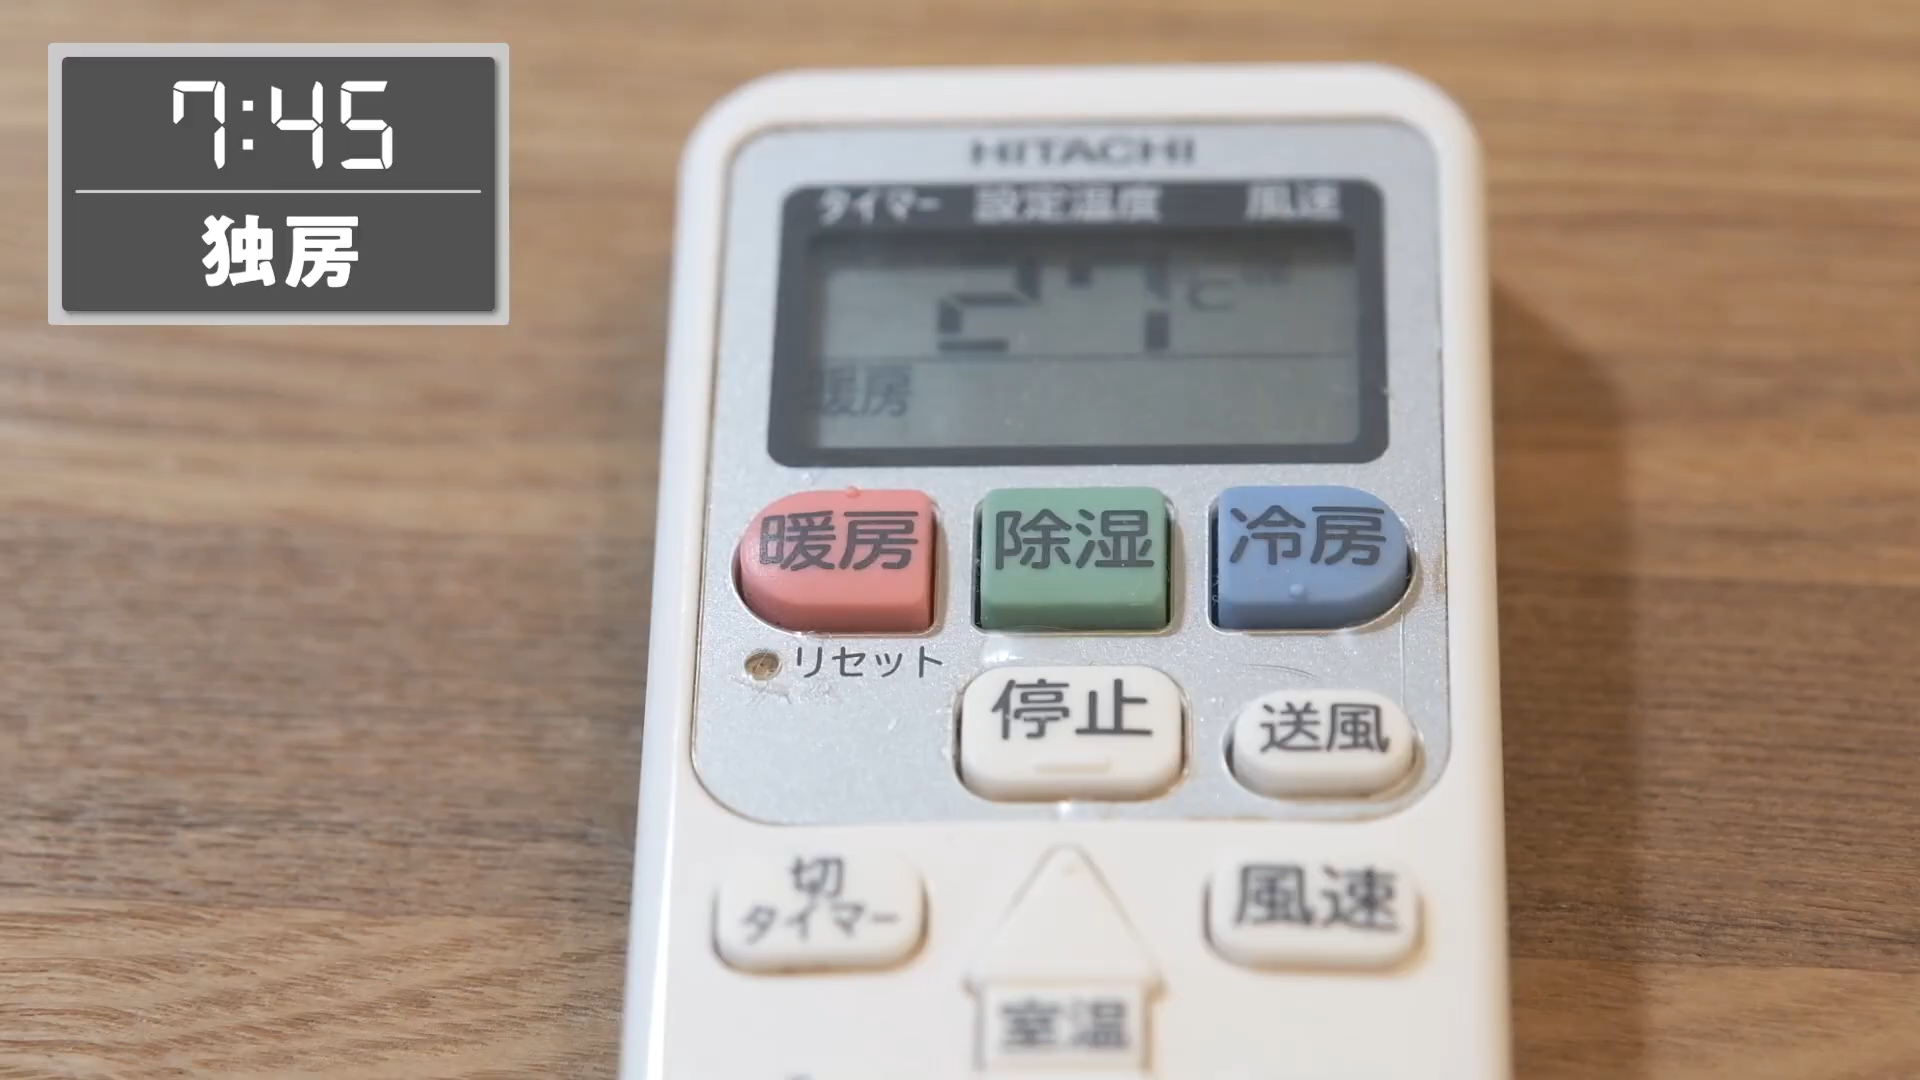 7:45
独房
HITACHI
タイマー 設定温度 風速
27℃
暖房
暖房 除湿 冷房
リセット
停止 送風
切
タイマー
風速
室温